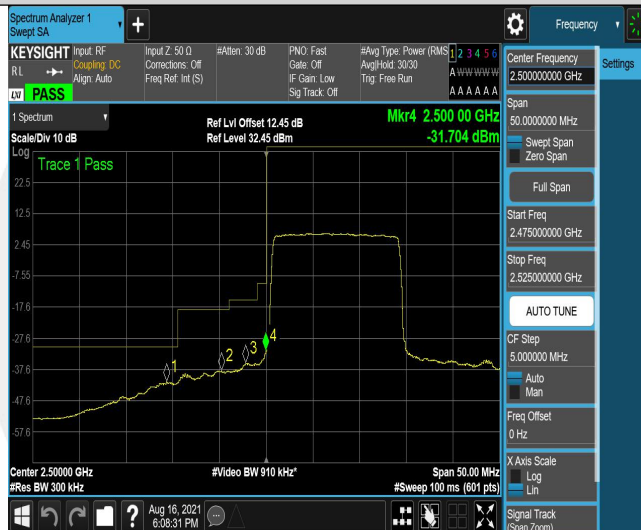 Spectrum Analyzer 1
Swept SA
Frequency
KEYSIGHT
R L
Input: RF
Coupling: DC
Align: Auto
Input Z: 50 Ω
Corrections: Off
Freq Ref: Int (S)
#Atten: 30 dB
PNO: Fast
Gate: Off
IF Gain: Low
Sig Track: Off
#Avg Type: Power (RMS
Avg|Hold: 30/30
Trig: Free Run
1 2 3 4 5 6
A W W W W W
A A A A A A
LXI PASS
1 Spectrum
Scale/Div 10 dB
Ref Lvl Offset 12.45 dB
Ref Level 32.45 dBm
Mkr4 2.500 00 GHz
-31.704 dBm
Log
Trace 1 Pass
22.5
12.5
2.45
-7.55
-17.6
-27.6
-37.6
-47.6
-57.6
1
2
3
4
Center 2.50000 GHz
#Res BW 300 kHz
#Video BW 910 kHz*
Span 50.00 MHz
#Sweep 100 ms (601 pts)
Center Frequency
2.500000000 GHz
Settings
Span
50.0000000 MHz
Swept Span
Zero Span
Full Span
Start Freq
2.475000000 GHz
Stop Freq
2.525000000 GHz
AUTO TUNE
CF Step
5.000000 MHz
Auto
Man
Freq Offset
0 Hz
X Axis Scale
Log
Lin
Signal Track
(Span Zoom)
?
Aug 16, 2021
6:08:31 PM